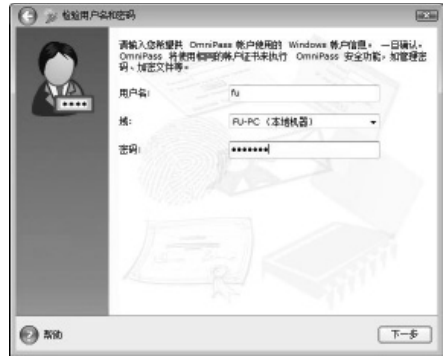 检验用户名和密码
请输入您希望供 OmniPass 帐户使用的 Windows 帐户信息。 一旦确认，
OmniPass 将使用相同的帐户证书来执行 OmniPass 安全功能，如管理密
码、加密文件等。
用户名： fu
域： FU-PC （本地机器）
密码： •••••••
帮助 下一步